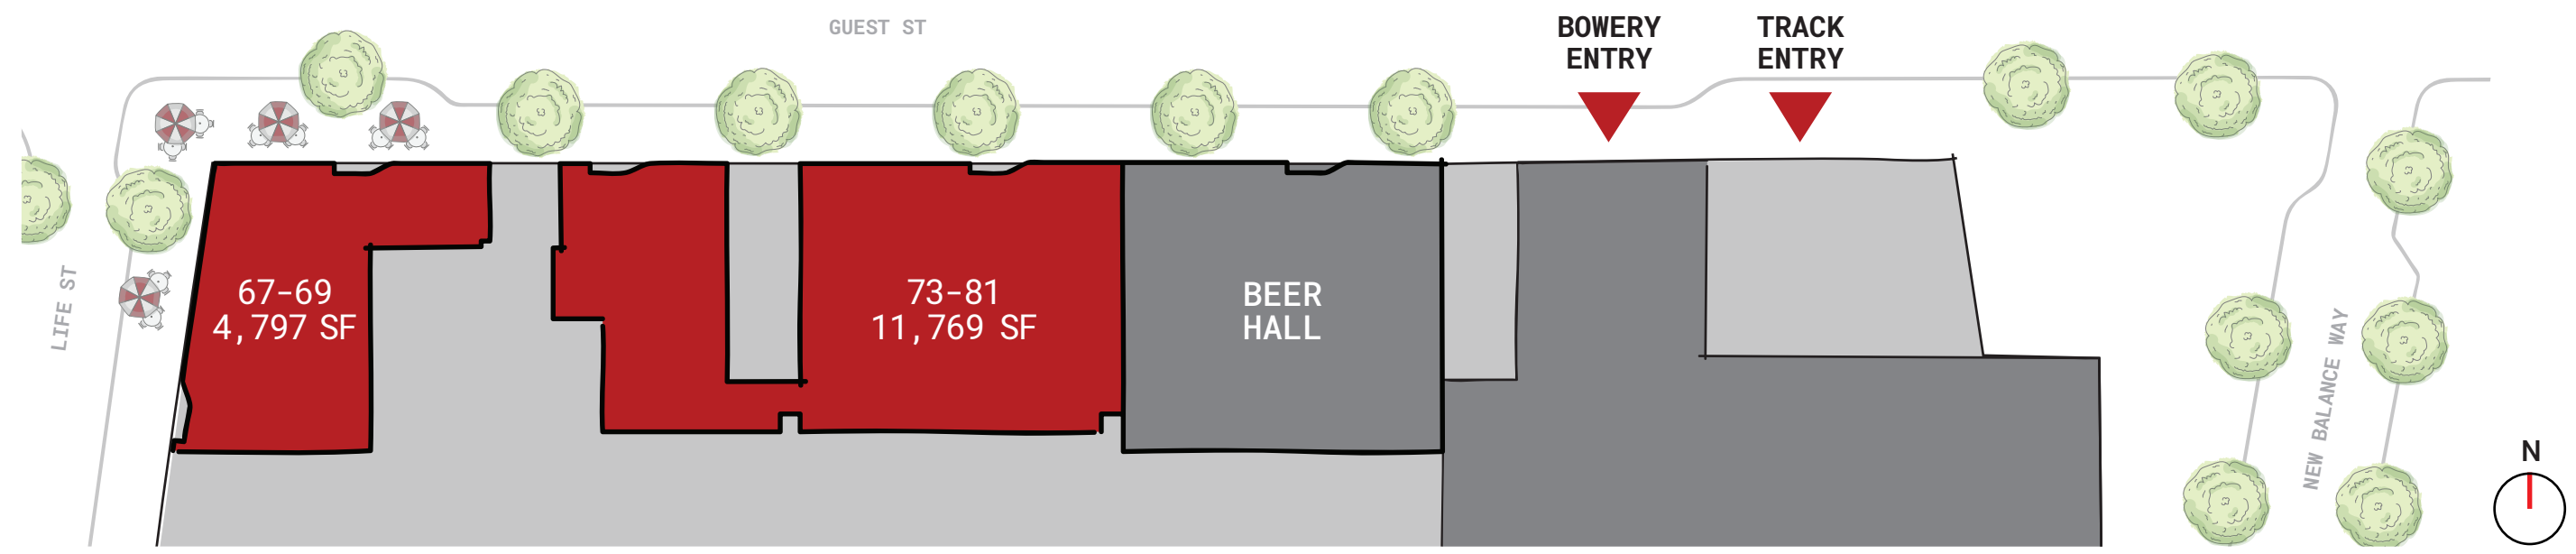 GUEST ST
BOWERY
ENTRY
TRACK
ENTRY
LIFE ST
67-69
4,797 SF
73-81
11,769 SF
BEER
HALL
NEW BALANCE WAY
N